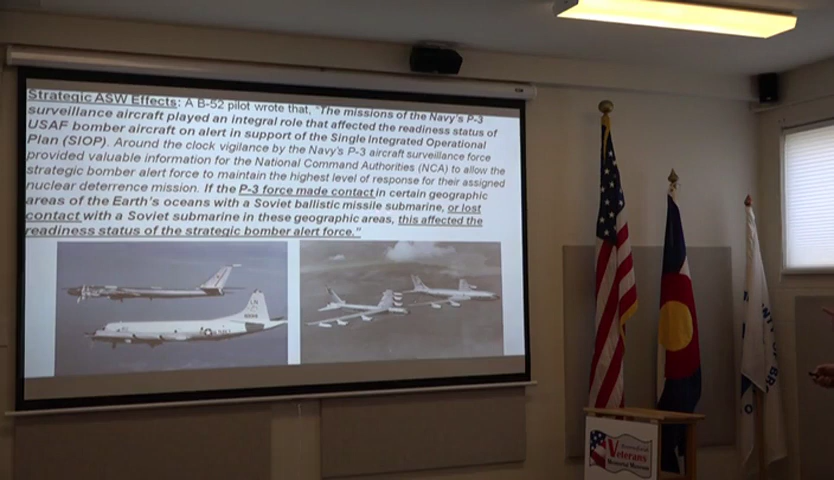 Strategic ASW Effects: A B-52 pilot wrote that, "The missions of the Navy's P-3
surveillance aircraft played an integral role that affected the readiness status of
USAF bomber aircraft on alert in support of the Single Integrated Operational
Plan (SIOP). Around the clock vigilance by the Navy's P-3 aircraft surveillance force
provided valuable information for the National Command Authorities (NCA) to allow the
strategic bomber alert force to maintain the highest level of response for their assigned
nuclear deterrence mission. If the P-3 force made contact in certain geographic
areas of the Earth's oceans with a Soviet ballistic missile submarine, or lost
contact with a Soviet submarine in these geographic areas, this affected the
readiness status of the strategic bomber alert force."
LN
NAVY
Broomfield
Veterans
Memorial Museum